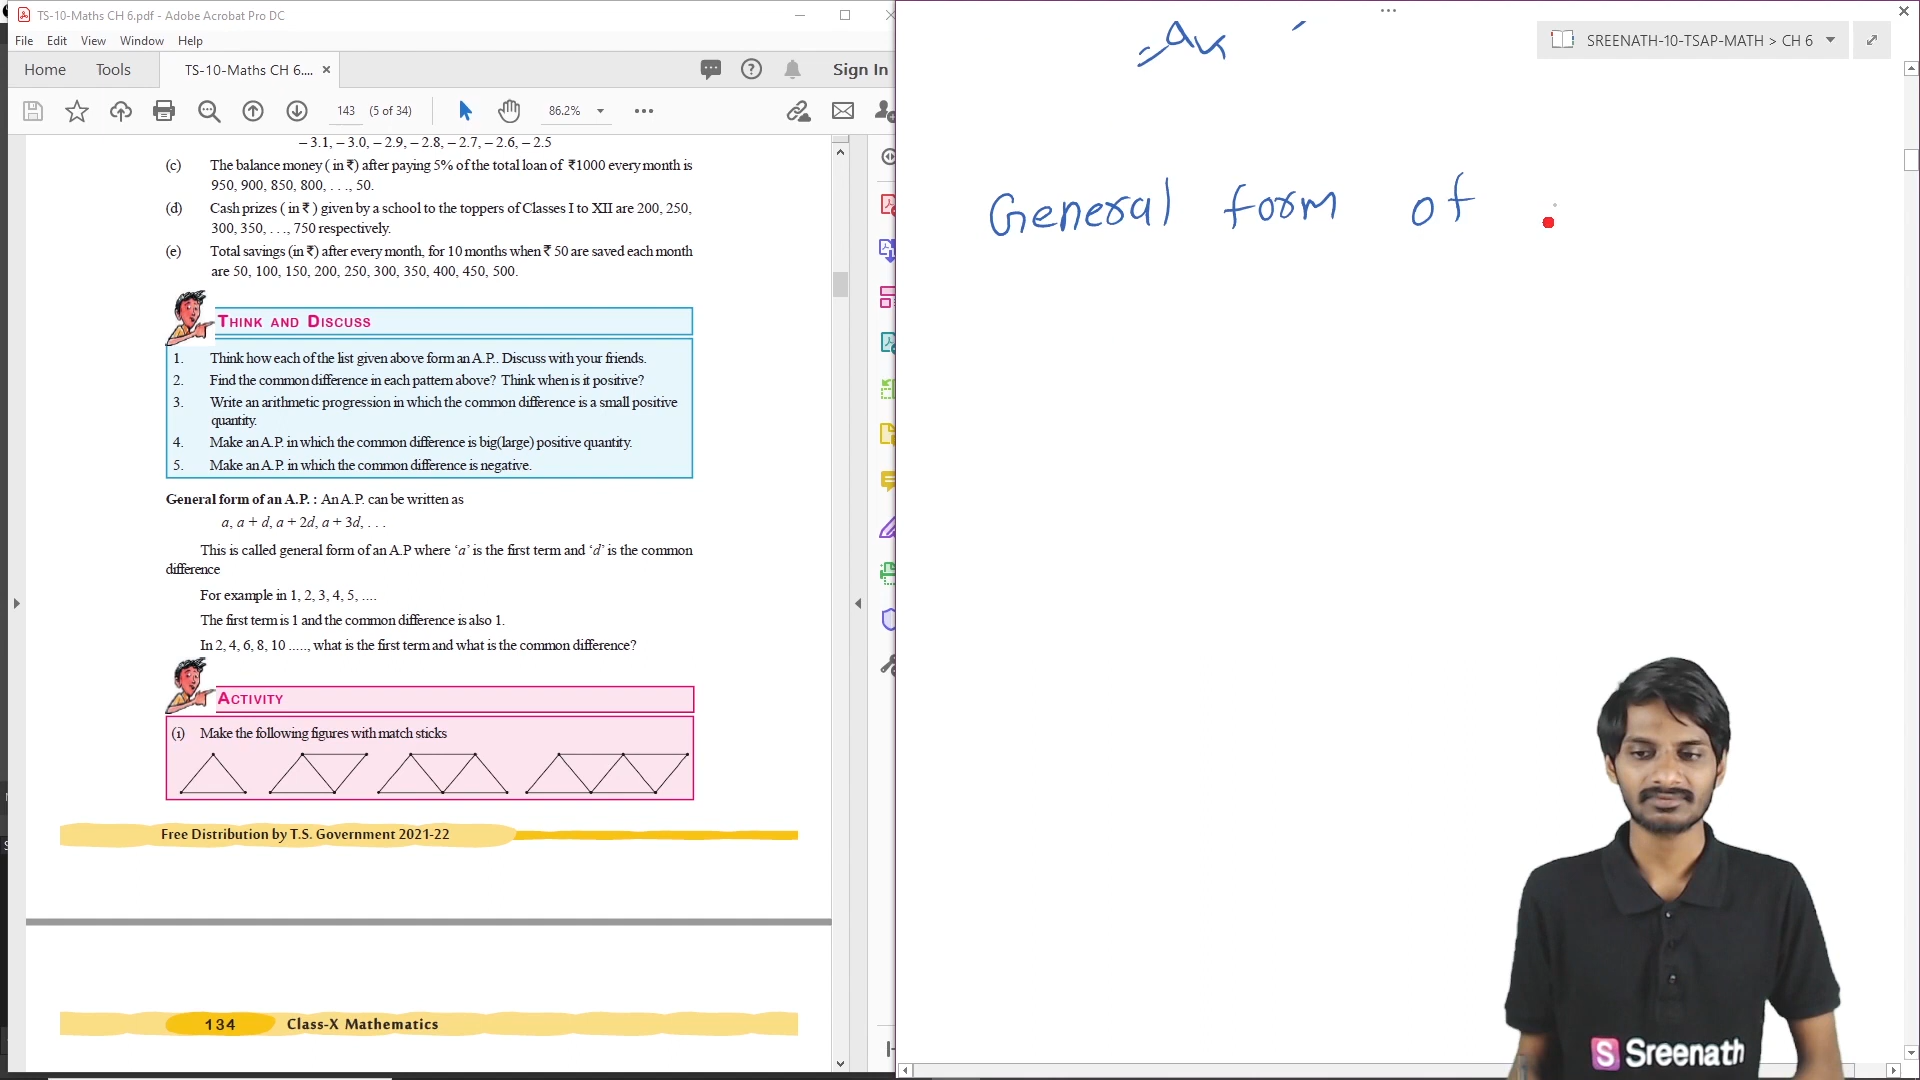 TS-10-Maths CH 6.pdf - Adobe Acrobat Pro DC
File Edit View Window Help
Home Tools TS-10-Maths CH 6.... × Sign In
143 (5 of 34) 86.2%
– 3.1, – 3.0, – 2.9, – 2.8, – 2.7, – 2.6, – 2.5
(c) The balance money ( in ₹) after paying 5% of the total loan of ₹1000 every month is
950, 900, 850, 800, . . ., 50.
(d) Cash prizes ( in ₹ ) given by a school to the toppers of Classes I to XII are 200, 250,
300, 350, . . ., 750 respectively.
(e) Total savings (in ₹) after every month, for 10 months when ₹ 50 are saved each month
are 50, 100, 150, 200, 250, 300, 350, 400, 450, 500.
THINK AND DISCUSS
1. Think how each of the list given above form an A.P.. Discuss with your friends.
2. Find the common difference in each pattern above? Think when is it positive?
3. Write an arithmetic progression in which the common difference is a small positive
quantity.
4. Make an A.P. in which the common difference is big(large) positive quantity.
5. Make an A.P. in which the common difference is negative.
General form of an A.P. : An A.P. can be written as
a, a + d, a + 2d, a + 3d, . . .
This is called general form of an A.P where ‘a’ is the first term and ‘d’ is the common
difference
For example in 1, 2, 3, 4, 5, ....
The first term is 1 and the common difference is also 1.
In 2, 4, 6, 8, 10 ....., what is the first term and what is the common difference?
ACTIVITY
(i) Make the following figures with match sticks
Free Distribution by T.S. Government 2021-22
134 Class-X Mathematics
SREENATH-10-TSAP-MATH > CH 6
General form of
S Sreenath